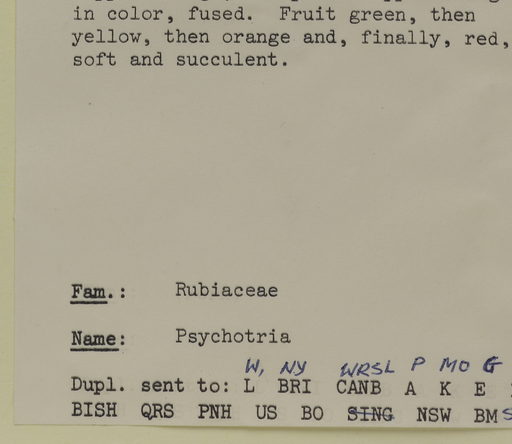 in color, fused. Fruit green, then
yellow, then orange and, finally, red,
soft and succulent.
Fam.: Rubiaceae
Name: Psychotria
W, NY WRSL P MO G
Dupl. sent to: L BRI CANB A K E
BISH QRS PNH US BO SING NSW BM